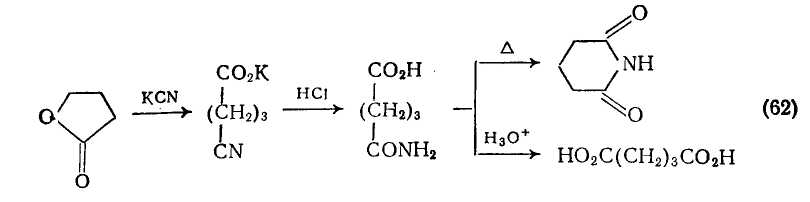 O
O
KCN
CO₂K
(CH₂)₃
CN
HCl
CO₂H
(CH₂)₃
CONH₂
△
O
NH
O
H₃O⁺
HO₂C(CH₂)₃CO₂H
(62)